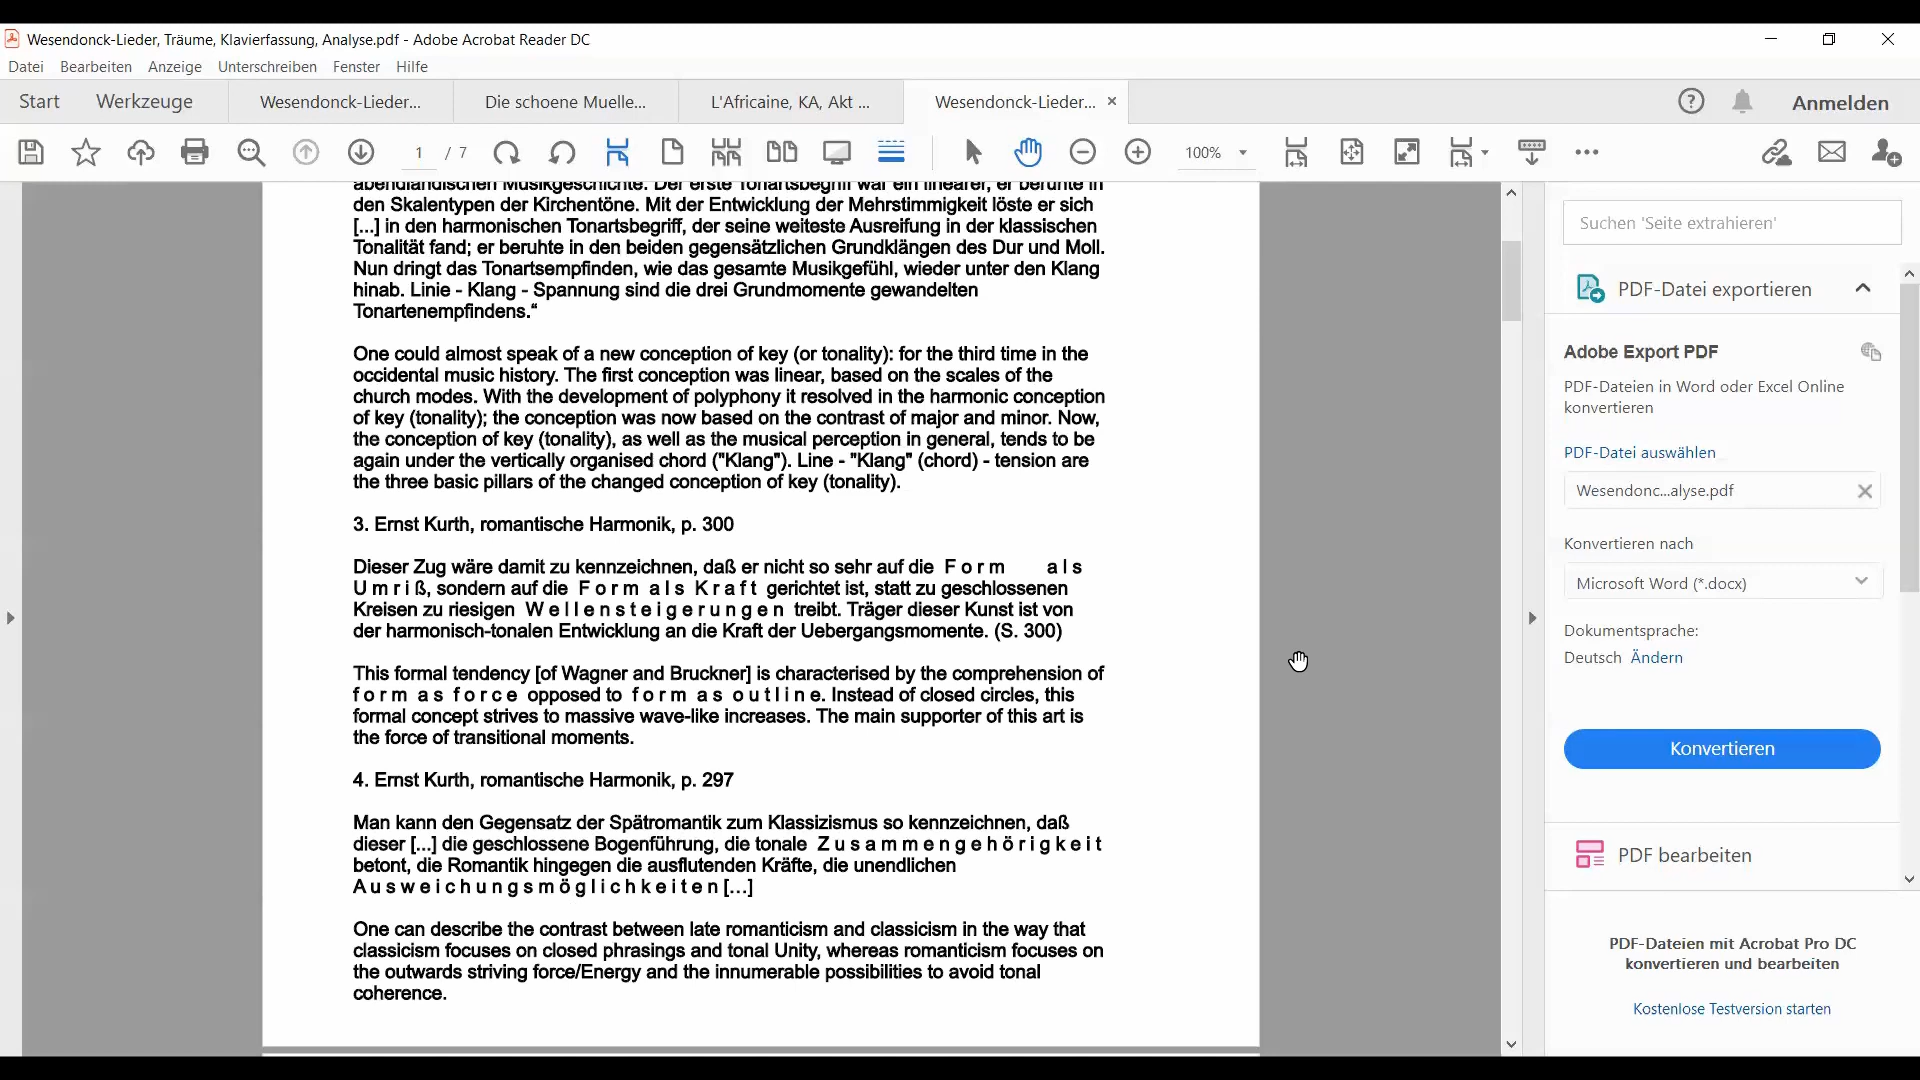 Wesendonck-Lieder, Träume, Klavierfassung, Analyse.pdf - Adobe Acrobat Reader DC
Datei Bearbeiten Anzeige Unterschreiben Fenster Hilfe
Start Werkzeuge Wesendonck-Lieder... Die schoene Muelle... L'Africaine, KA, Akt ... Wesendonck-Lieder... × Anmelden
1 / 7 100%
abendländischen Musikgeschichte. Der erste Tonartsbegriff war ein linearer, er beruhte in
den Skalentypen der Kirchentöne. Mit der Entwicklung der Mehrstimmigkeit löste er sich
[...] in den harmonischen Tonartsbegriff, der seine weiteste Ausreifung in der klassischen
Tonalität fand; er beruhte in den beiden gegensätzlichen Grundklängen des Dur und Moll.
Nun dringt das Tonartsempfinden, wie das gesamte Musikgefühl, wieder unter den Klang
hinab. Linie - Klang - Spannung sind die drei Grundmomente gewandelten
Tonartenempfindens.“
One could almost speak of a new conception of key (or tonality): for the third time in the
occidental music history. The first conception was linear, based on the scales of the
church modes. With the development of polyphony it resolved in the harmonic conception
of key (tonality); the conception was now based on the contrast of major and minor. Now,
the conception of key (tonality), as well as the musical perception in general, tends to be
again under the vertically organised chord ("Klang"). Line - "Klang" (chord) - tension are
the three basic pillars of the changed conception of key (tonality).
3. Ernst Kurth, romantische Harmonik, p. 300
Dieser Zug wäre damit zu kennzeichnen, daß er nicht so sehr auf die F o r m a l s
U m r i ß, sondern auf die F o r m a l s K r a f t gerichtet ist, statt zu geschlossenen
Kreisen zu riesigen W e l l e n s t e i g e r u n g e n treibt. Träger dieser Kunst ist von
der harmonisch-tonalen Entwicklung an die Kraft der Uebergangsmomente. (S. 300)
This formal tendency [of Wagner and Bruckner] is characterised by the comprehension of
f o r m a s f o r c e opposed to f o r m a s o u t l i n e. Instead of closed circles, this
formal concept strives to massive wave-like increases. The main supporter of this art is
the force of transitional moments.
4. Ernst Kurth, romantische Harmonik, p. 297
Man kann den Gegensatz der Spätromantik zum Klassizismus so kennzeichnen, daß
dieser [...] die geschlossene Bogenführung, die tonale Z u s a m m e n g e h ö r i g k e i t
betont, die Romantik hingegen die ausflutenden Kräfte, die unendlichen
A u s w e i c h u n g s m ö g l i c h k e i t e n [...]
One can describe the contrast between late romanticism and classicism in the way that
classicism focuses on closed phrasings and tonal Unity, whereas romanticism focuses on
the outwards striving force/Energy and the innumerable possibilities to avoid tonal
coherence.
Suchen 'Seite extrahieren'
PDF-Datei exportieren
Adobe Export PDF
PDF-Dateien in Word oder Excel Online
konvertieren
PDF-Datei auswählen
Wesendonc...alyse.pdf
Konvertieren nach
Microsoft Word (*.docx)
Dokumentsprache:
Deutsch Ändern
Konvertieren
PDF bearbeiten
PDF-Dateien mit Acrobat Pro DC
konvertieren und bearbeiten
Kostenlose Testversion starten